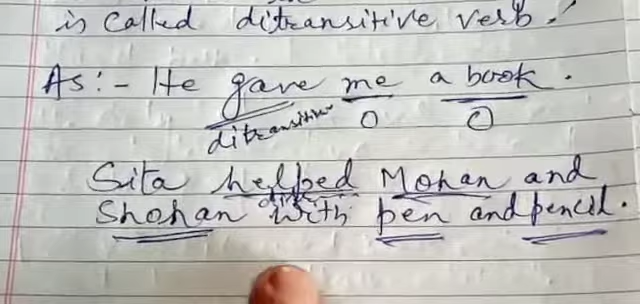 is called ditransitive verb.
As:- He gave me a book.
ditransitive O O
Sita helped Mohan and
Shohan with pen and pencil.